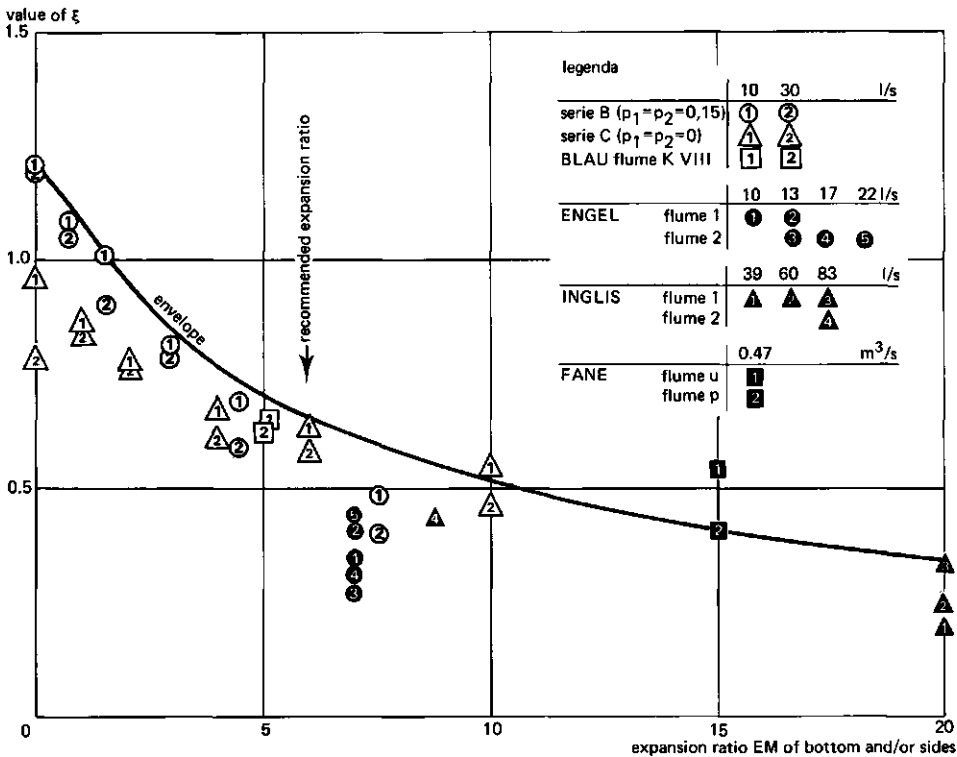 value of ξ
1.5
1.0
0.5
0
0
5
10
15
20
expansion ratio EM of bottom and/or sides
envelope
recommended expansion ratio
legenda
10 30 l/s
serie B (p1=p2=0,15) 1 2
serie C (p1=p2=0) 1 2
BLAU flume K VIII 1 2
10 13 17 22 l/s
ENGEL flume 1 1 2
flume 2 3 4 5
39 60 83 l/s
INGLIS flume 1 1 2 3
flume 2 4
0.47 m³/s
FANE flume u 1
flume p 2